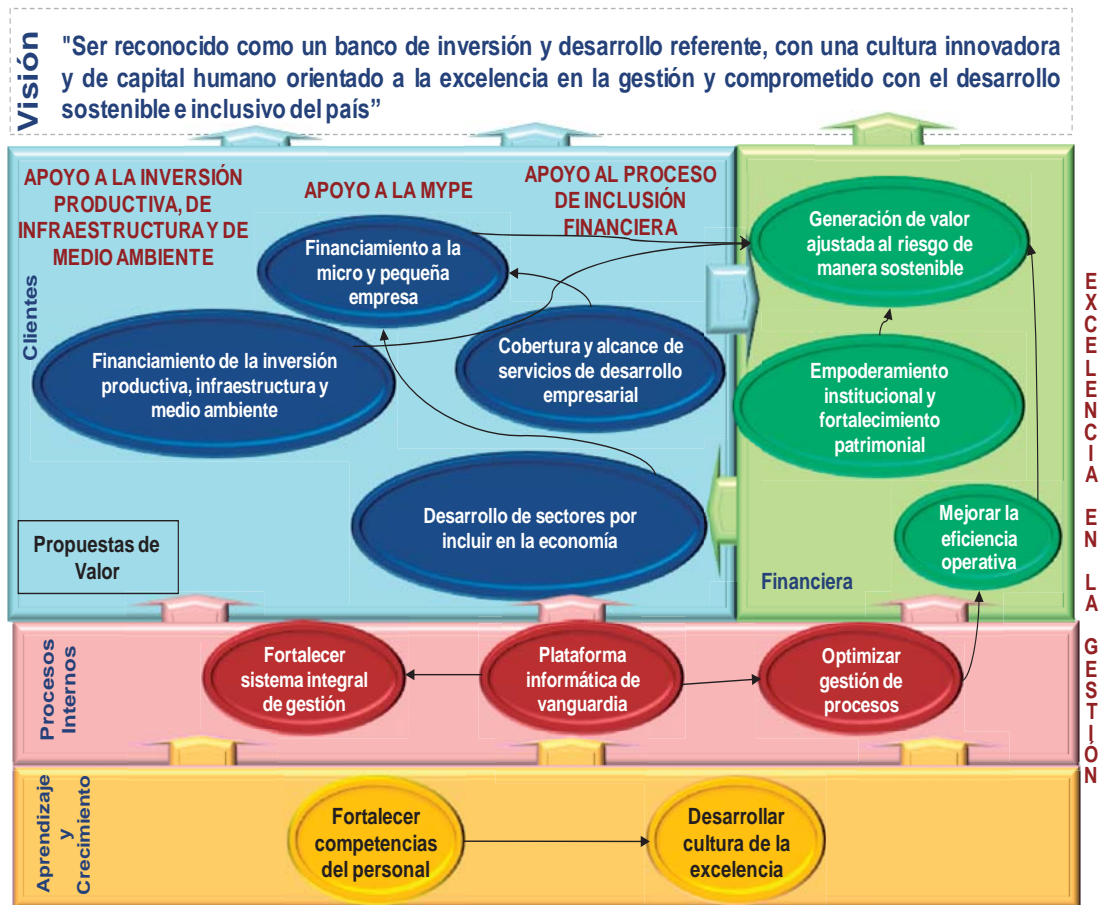 Visión
"Ser reconocido como un banco de inversión y desarrollo referente, con una cultura innovadora
y de capital humano orientado a la excelencia en la gestión y comprometido con el desarrollo
sostenible e inclusivo del país”
APOYO A LA INVERSIÓN
PRODUCTIVA, DE
INFRAESTRUCTURA Y DE
MEDIO AMBIENTE
APOYO A LA MYPE
APOYO AL PROCESO
DE INCLUSIÓN
FINANCIERA
Clientes
Financiamiento a la
micro y pequeña
empresa
Financiamiento de la inversión
productiva, infraestructura y
medio ambiente
Cobertura y alcance de
servicios de desarrollo
empresarial
Desarrollo de sectores por
incluir en la economía
Propuestas de
Valor
Generación de valor
ajustada al riesgo de
manera sostenible
Empoderamiento
institucional y
fortalecimiento
patrimonial
Mejorar la
eficiencia
operativa
Financiera
EXCELENCIA EN LA GESTIÓN
Procesos
Internos
Fortalecer
sistema integral
de gestión
Plataforma
informática de
vanguardia
Optimizar
gestión de
procesos
Aprendizaje
y
Crecimiento
Fortalecer
competencias
del personal
Desarrollar
cultura de la
excelencia